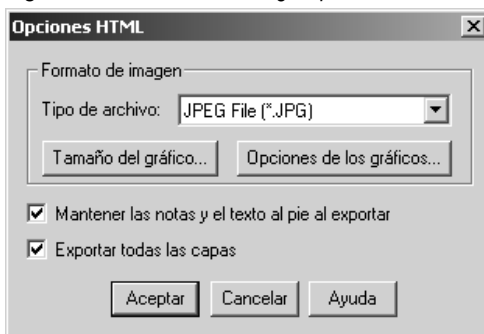 Opciones HTML
Formato de imagen
Tipo de archivo: JPEG File (*.JPG)
Tamaño del gráfico... Opciones de los gráficos...
Mantener las notas y el texto al pie al exportar
Exportar todas las capas
Aceptar Cancelar Ayuda